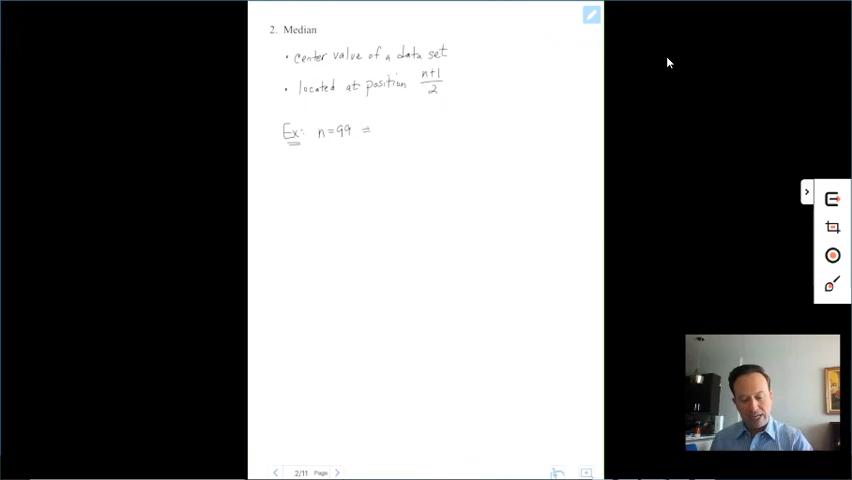 2. Median
• center value of a data set
• located at position n+1/2
Ex: n=99 ⇒
2/11 Page